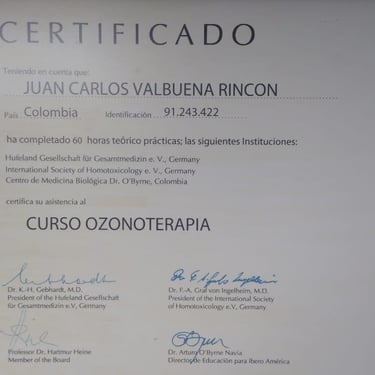 CERTIFICADO
Teniendo en cuenta que:
JUAN CARLOS VALBUENA RINCON
País Colombia Identificación 91.243.422
ha completado 60 horas teórico prácticas; las siguientes Instituciones:
Hufeland Gesellschaft für Gesamtmedizin e. V., Germany
International Society of Homotoxicology e. V., Germany
Centro de Medicina Biológica Dr. O'Byrne, Colombia
certifica su asistencia al
CURSO OZONOTERAPIA
Dr. K.-H. Gebhardt, M.D.
President of the Hufeland Gesellschaft
für Gesamtmedizin e. V.
Dr. F.-A. Graf von Ingelheim, M.D.
President of the International Society
of Homotoxicology e. V.
Professor Dr. Hartmur Heine
Member of the Board
Dr. Arturo O'Byrne Navia
Director de Educación para Ibero América